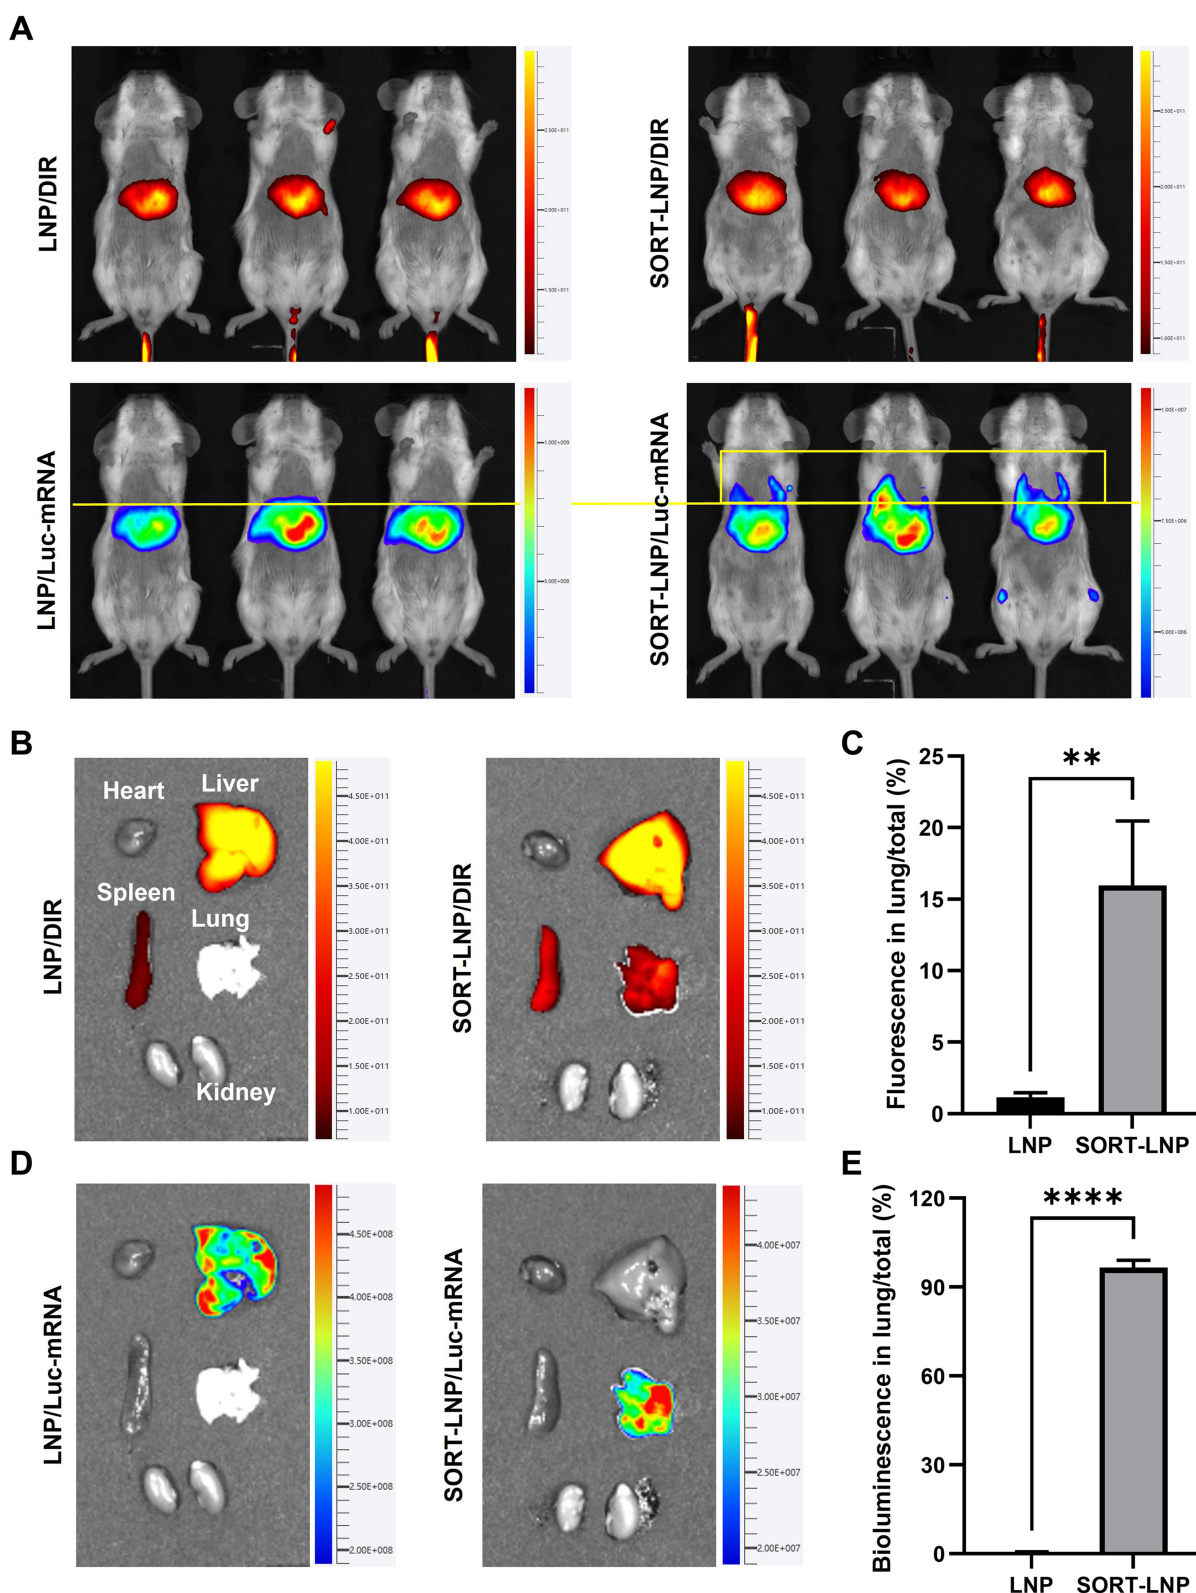 A
LNP/DIR
2.50E+011
2.00E+011
1.50E+011
SORT-LNP/DIR
2.50E+011
2.00E+011
1.50E+011
1.00E+011
LNP/Luc-mRNA
1.00E+009
5.00E+008
SORT-LNP/Luc-mRNA
1.00E+007
7.50E+006
5.00E+006
B
LNP/DIR
Heart
Liver
Spleen
Lung
Kidney
4.50E+011
4.00E+011
3.50E+011
3.00E+011
2.50E+011
2.00E+011
1.50E+011
1.00E+011
SORT-LNP/DIR
4.50E+011
4.00E+011
3.50E+011
3.00E+011
2.50E+011
2.00E+011
1.50E+011
1.00E+011
C
Fluorescence in lung/total (%)
25
20
15
10
5
0
**
LNP
SORT-LNP
D
LNP/Luc-mRNA
4.50E+008
4.00E+008
3.50E+008
3.00E+008
2.50E+008
2.00E+008
SORT-LNP/Luc-mRNA
4.00E+007
3.50E+007
3.00E+007
2.50E+007
2.00E+007
E
Bioluminescence in lung/total (%)
120
90
60
30
0
****
LNP
SORT-LNP